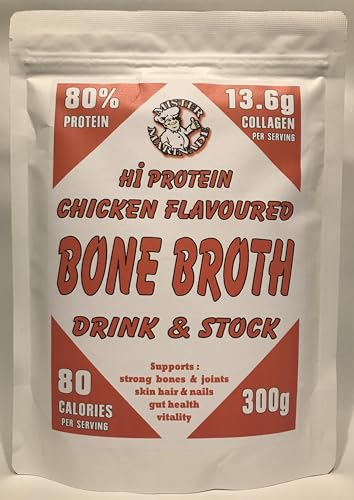 80%
PROTEIN
MISTER
MARINADE
13.6g
COLLAGEN
PER SERVING
Hi PROTEIN
CHICKEN FLAVOURED
BONE BROTH
DRINK & STOCK
Supports :
strong bones & joints
skin hair & nails
gut health
vitality
80
CALORIES
PER SERVING
300g